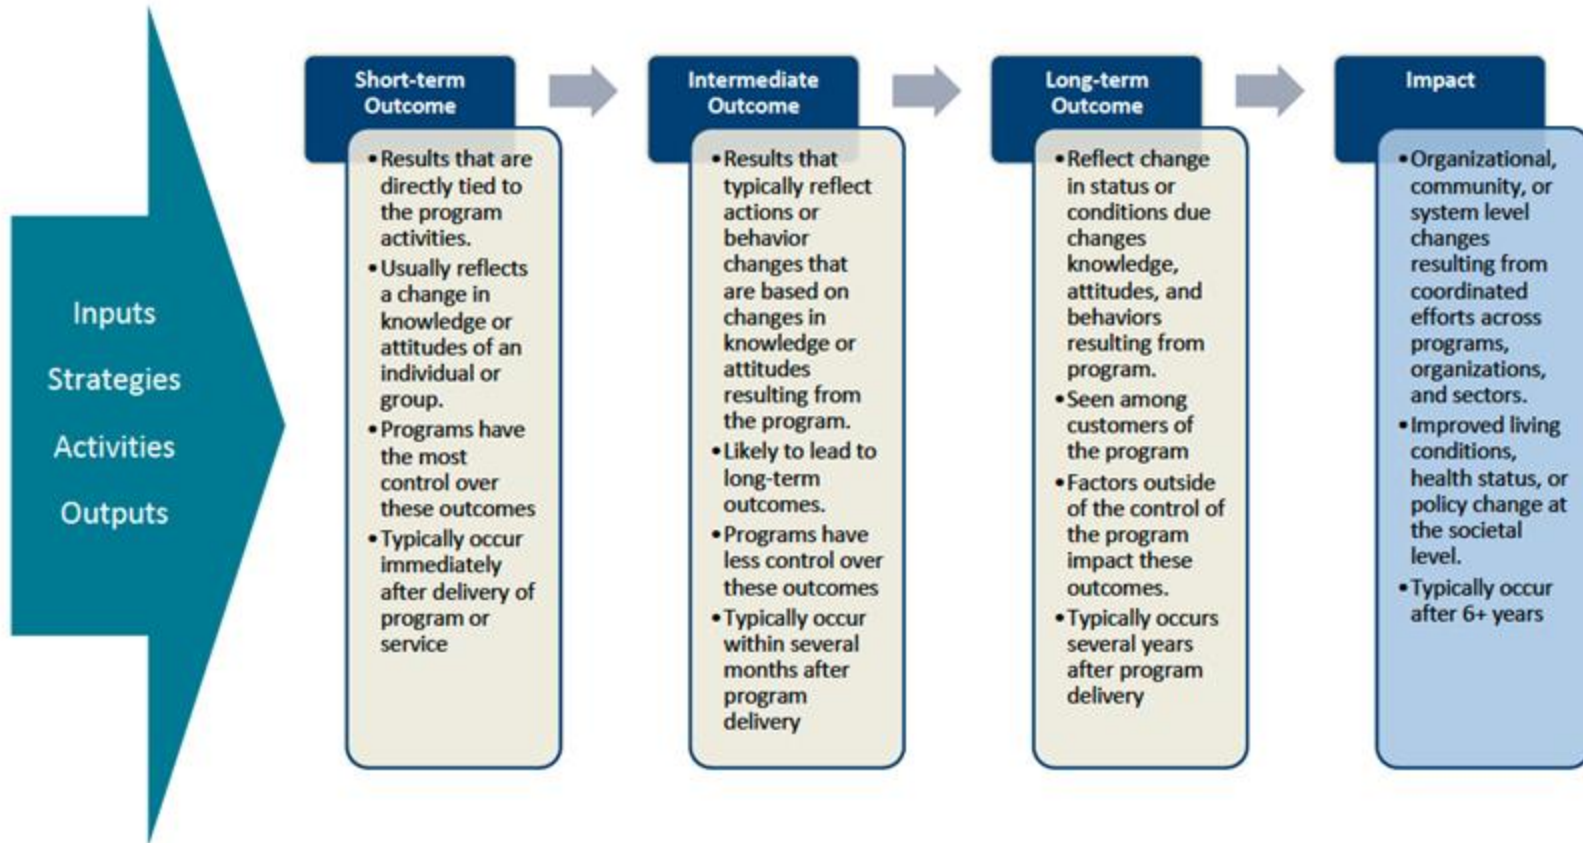 Inputs
Strategies
Activities
Outputs
Short-term
Outcome
• Results that are
directly tied to
the program
activities.
• Usually reflects
a change in
knowledge or
attitudes of an
individual or
group.
• Programs have
the most
control over
these outcomes
• Typically occur
immediately
after delivery of
program or
service
Intermediate
Outcome
• Results that
typically reflect
actions or
behavior
changes that
are based on
changes in
knowledge or
attitudes
resulting from
the program.
• Likely to lead to
long-term
outcomes.
• Programs have
less control over
these outcomes
• Typically occur
within several
months after
program
delivery
Long-term
Outcome
• Reflect change
in status or
conditions due
changes
knowledge,
attitudes, and
behaviors
resulting from
program.
• Seen among
customers of
the program
• Factors outside
of the control of
the program
impact these
outcomes.
• Typically occurs
several years
after program
delivery
Impact
• Organizational,
community, or
system level
changes
resulting from
coordinated
efforts across
programs,
organizations,
and sectors.
• Improved living
conditions,
health status, or
policy change at
the societal
level.
• Typically occur
after 6+ years